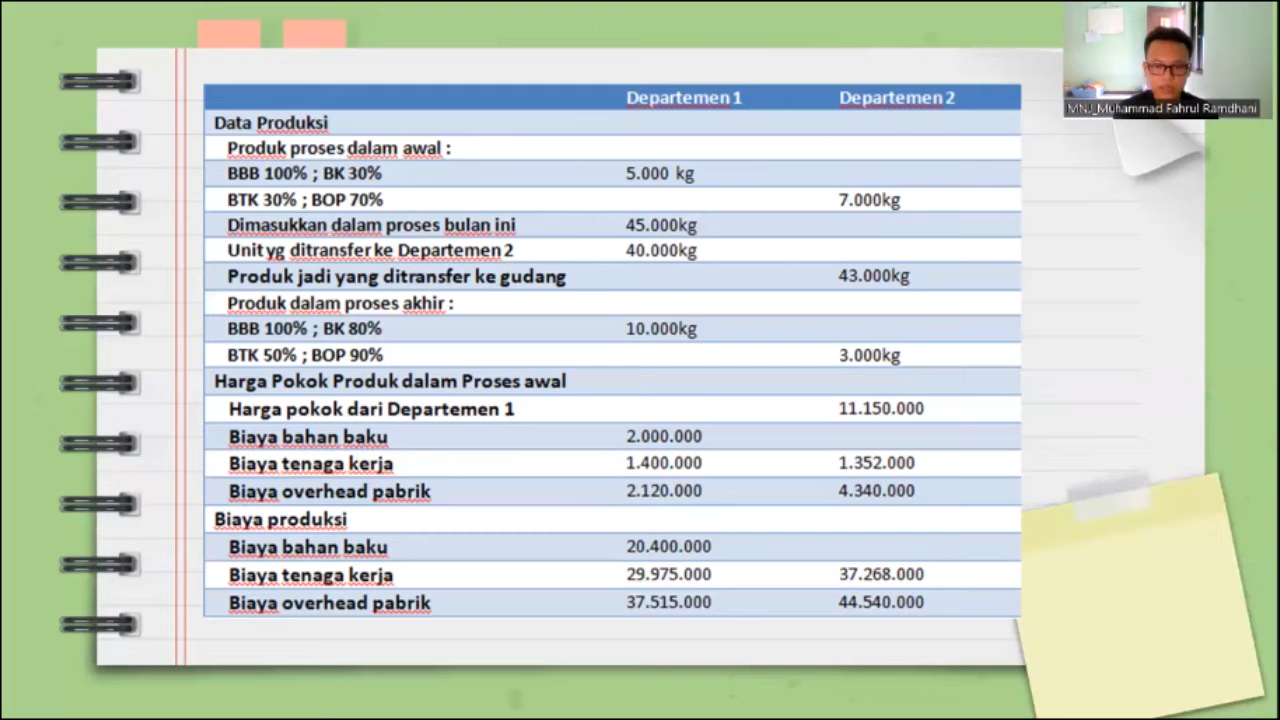 Departemen 1 Departemen 2
Data Produksi
Produk proses dalam awal :
BBB 100% ; BK 30% 5.000 kg
BTK 30% ; BOP 70% 7.000kg
Dimasukkan dalam proses bulan ini 45.000kg
Unit yg ditransfer ke Departemen 2 40.000kg
Produk jadi yang ditransfer ke gudang 43.000kg
Produk dalam proses akhir :
BBB 100% ; BK 80% 10.000kg
BTK 50% ; BOP 90% 3.000kg
Harga Pokok Produk dalam Proses awal
Harga pokok dari Departemen 1 11.150.000
Biaya bahan baku 2.000.000
Biaya tenaga kerja 1.400.000 1.352.000
Biaya overhead pabrik 2.120.000 4.340.000
Biaya produksi
Biaya bahan baku 20.400.000
Biaya tenaga kerja 29.975.000 37.268.000
Biaya overhead pabrik 37.515.000 44.540.000
MNJ_Muhammad Fahrul Ramdhani